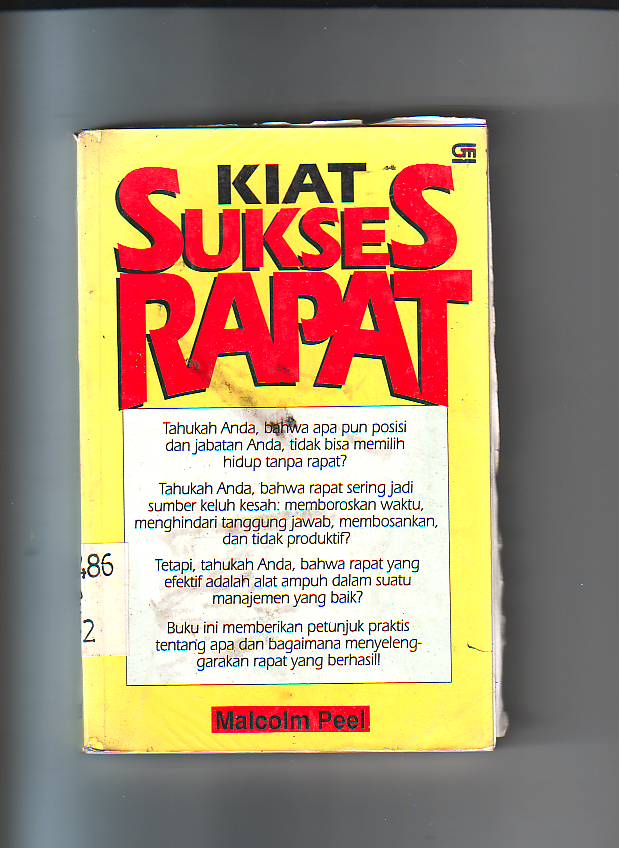 GM
KIAT
SUKSES
RAPAT
Tahukah Anda, bahwa apa pun posisi
dan jabatan Anda, tidak bisa memilih
hidup tanpa rapat?
Tahukah Anda, bahwa rapat sering jadi
sumber keluh kesah: memboroskan waktu,
menghindari tanggung jawab, membosankan,
dan tidak produktif?
Tetapi, tahukah Anda, bahwa rapat yang
efektif adalah alat ampuh dalam suatu
manajemen yang baik?
Buku ini memberikan petunjuk praktis
tentang apa dan bagaimana menyeleng-
garakan rapat yang berhasil!
486
2
Malcolm Peel